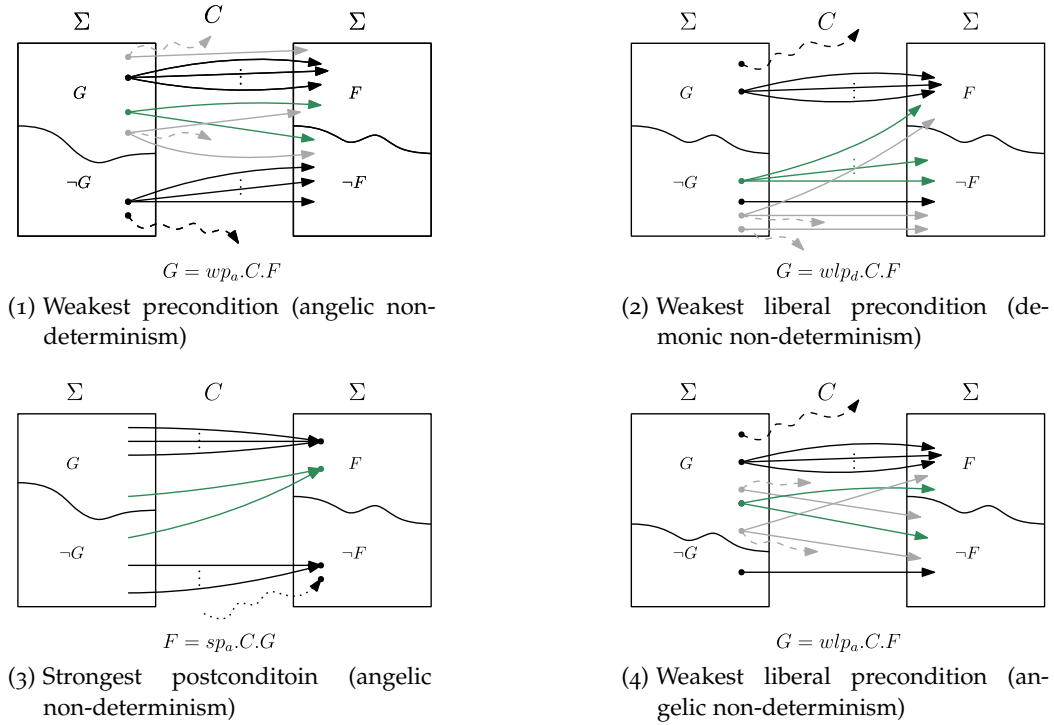 Σ C Σ
G F
¬G ¬F
G = wp_a.C.F
(1) Weakest precondition (angelic non-
determinism)
Σ C Σ
G F
¬G ¬F
G = wlp_d.C.F
(2) Weakest liberal precondition (de-
monic non-determinism)
Σ C Σ
G F
¬G ¬F
F = sp_a.C.G
(3) Strongest postconditoin (angelic
non-determinism)
Σ C Σ
G F
¬G ¬F
G = wlp_a.C.F
(4) Weakest liberal precondition (an-
gelic non-determinism)